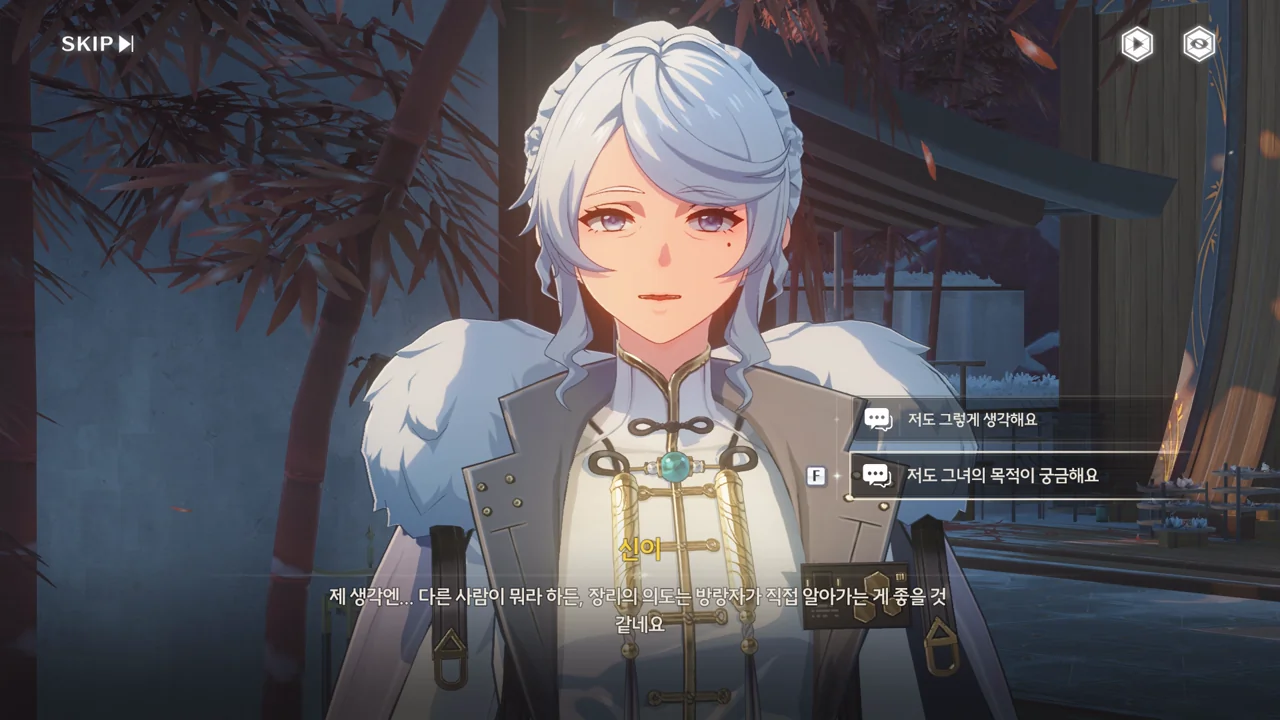 SKIP
저도 그렇게 생각해요
F
저도 그녀의 목적이 궁금해요
신이
제 생각엔... 다른 사람이 뭐라 하든, 장리의 의도는 방랑자가 직접 알아가는 게 좋을 것
같네요